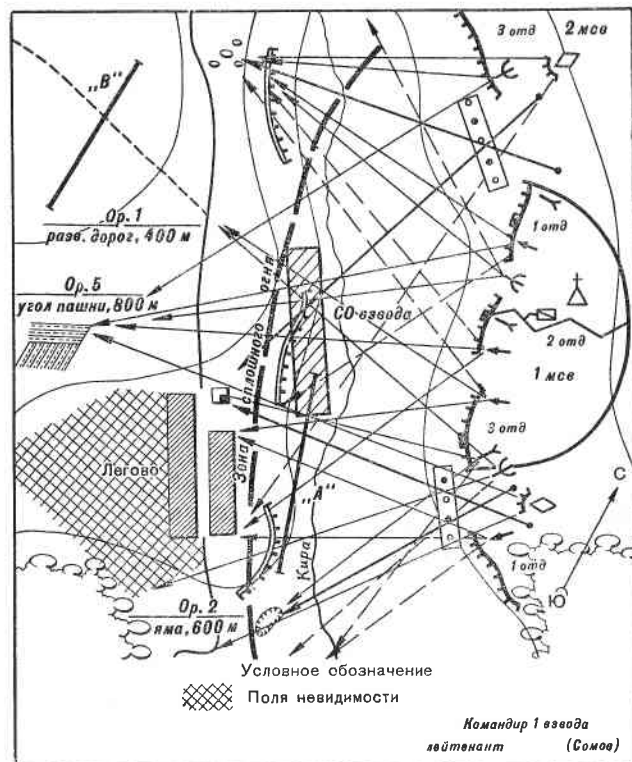 3 отд
2 мсв
„В"
Ор. 1
разв. дорог, 400 м
1 отд
Ор. 5
угол пашни, 800 м
огня
СО-взвода
сплошного
2 отд
1 мсв
Легово
3 отд
Зона
„А"
С
Кира
1 отд
Ю
Ор. 2
яма, 600 м
Условное обозначение
Поля невидимости
Командир 1 взвода
лейтенант (Сомов)